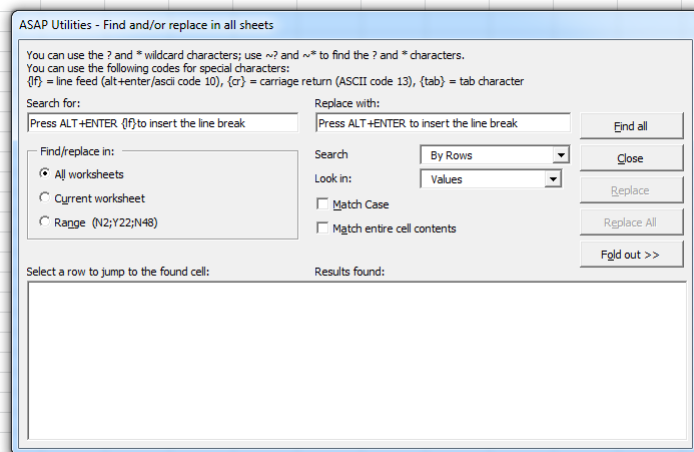 ASAP Utilities - Find and/or replace in all sheets
You can use the ? and * wildcard characters; use ~? and ~* to find the ? and * characters.
You can use the following codes for special characters:
{lf} = line feed (alt+enter/ascii code 10), {cr} = carriage return (ASCII code 13), {tab} = tab character
Search for:
Replace with:
Press ALT+ENTER {lf}to insert the line break
Press ALT+ENTER to insert the line break
Find all
Find/replace in:
All worksheets
Current worksheet
Range (N2;Y22;N48)
Search
By Rows
Look in:
Values
Match Case
Match entire cell contents
Close
Replace
Replace All
Fold out >>
Select a row to jump to the found cell:
Results found: